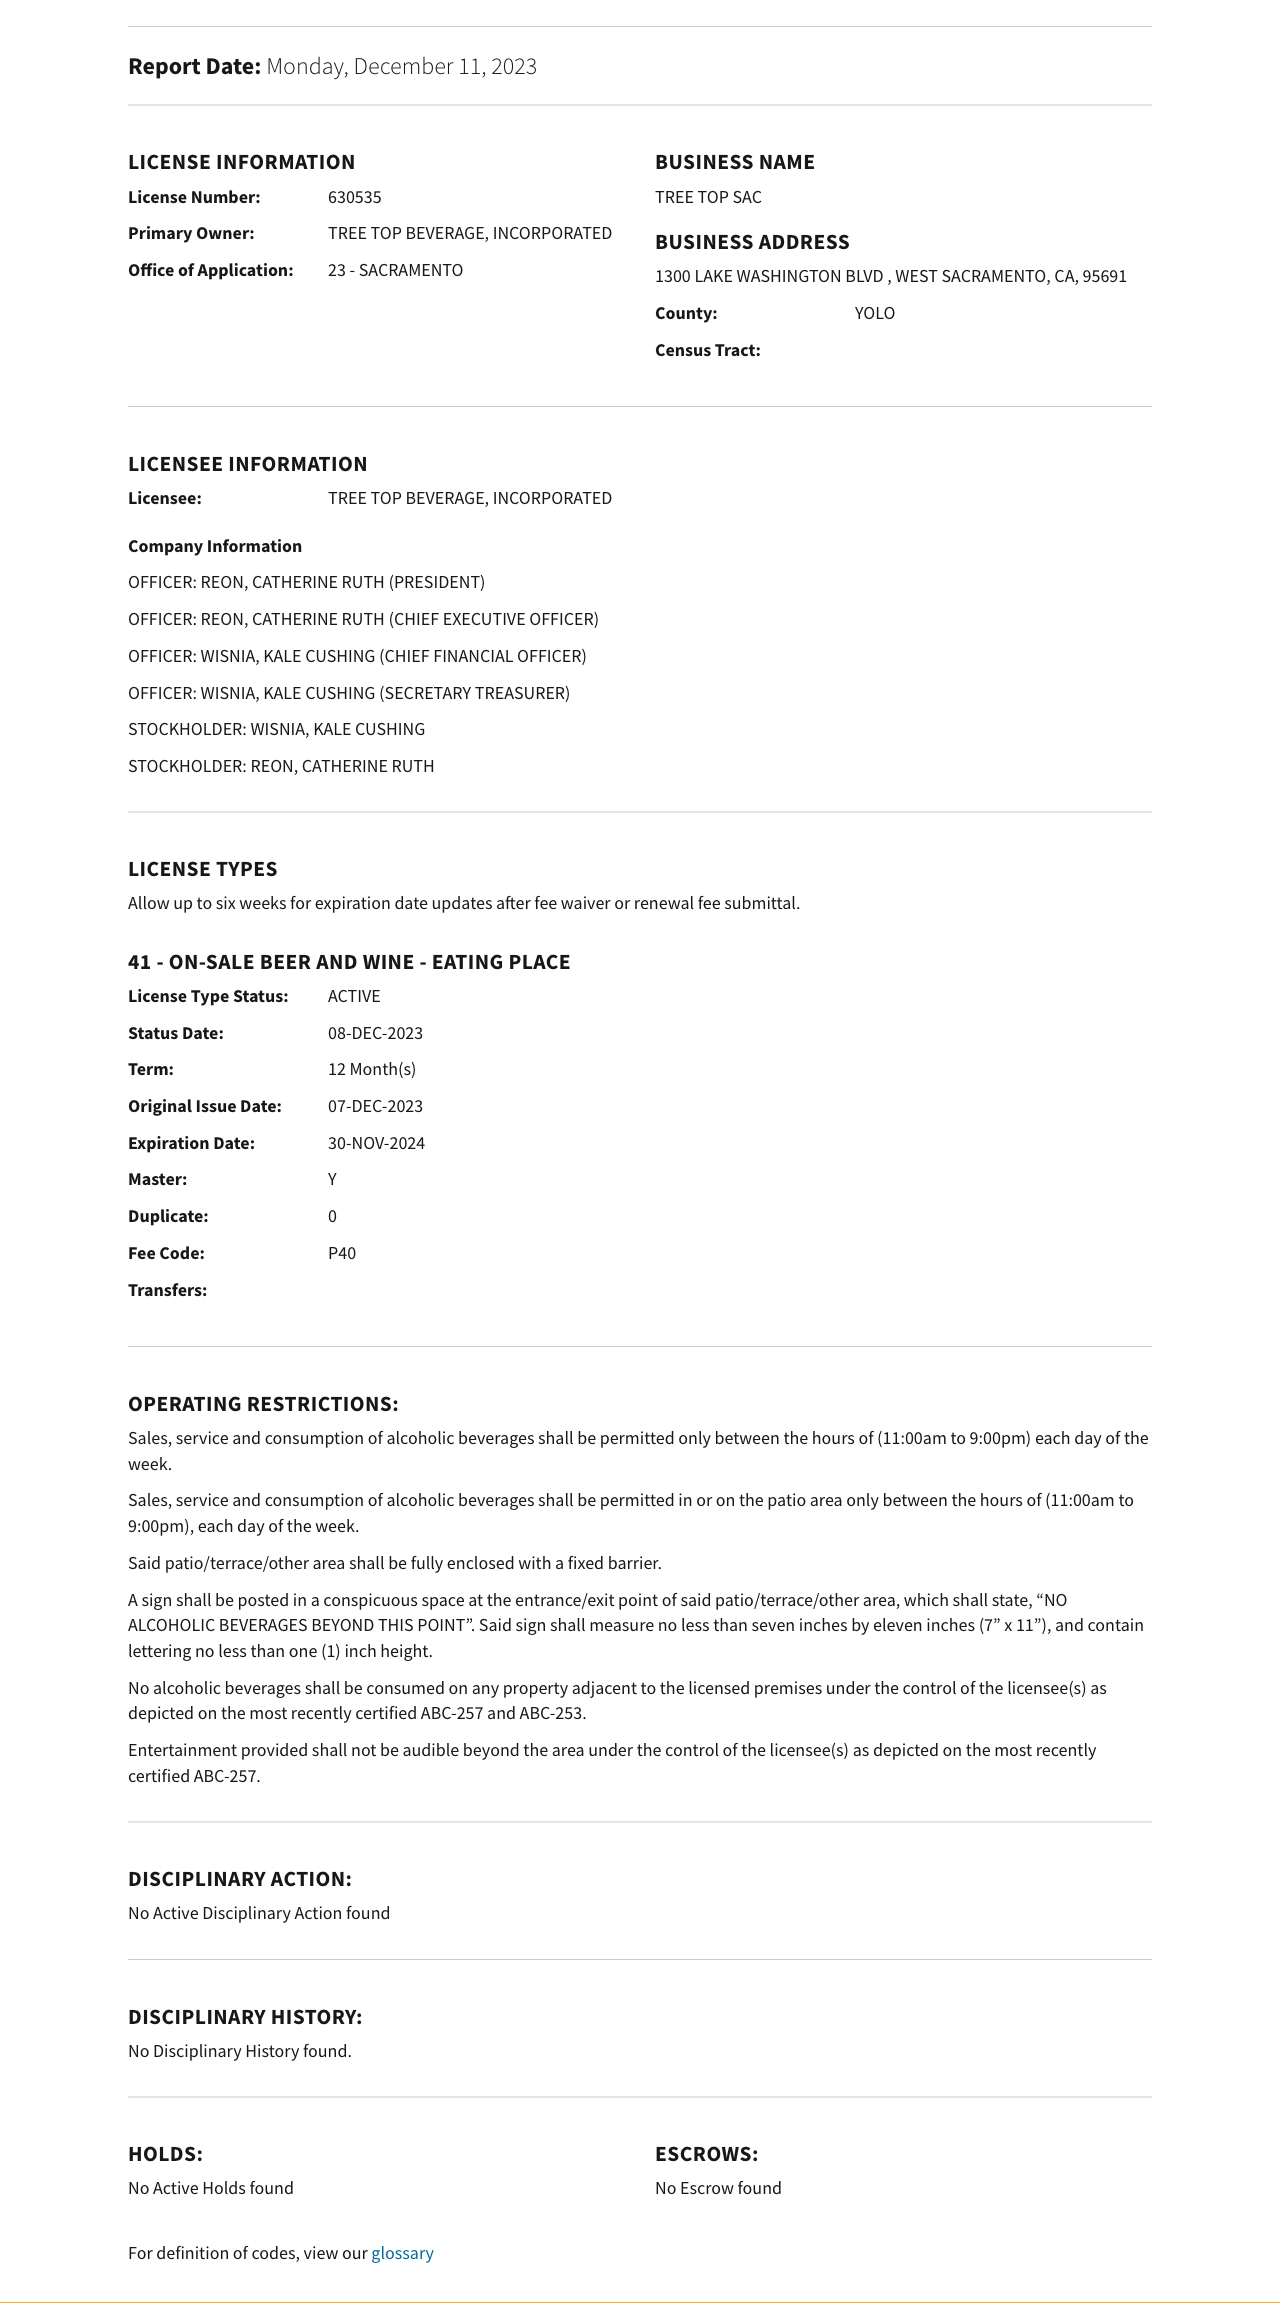 Report Date: Monday, December 11, 2023
LICENSE INFORMATION
License Number: 630535
Primary Owner: TREE TOP BEVERAGE, INCORPORATED
Office of Application: 23 - SACRAMENTO
BUSINESS NAME
TREE TOP SAC
BUSINESS ADDRESS
1300 LAKE WASHINGTON BLVD , WEST SACRAMENTO, CA, 95691
County: YOLO
Census Tract:
LICENSEE INFORMATION
Licensee: TREE TOP BEVERAGE, INCORPORATED
Company Information
OFFICER: REON, CATHERINE RUTH (PRESIDENT)
OFFICER: REON, CATHERINE RUTH (CHIEF EXECUTIVE OFFICER)
OFFICER: WISNIA, KALE CUSHING (CHIEF FINANCIAL OFFICER)
OFFICER: WISNIA, KALE CUSHING (SECRETARY TREASURER)
STOCKHOLDER: WISNIA, KALE CUSHING
STOCKHOLDER: REON, CATHERINE RUTH
LICENSE TYPES
Allow up to six weeks for expiration date updates after fee waiver or renewal fee submittal.
41 - ON-SALE BEER AND WINE - EATING PLACE
License Type Status: ACTIVE
Status Date: 08-DEC-2023
Term: 12 Month(s)
Original Issue Date: 07-DEC-2023
Expiration Date: 30-NOV-2024
Master: Y
Duplicate: 0
Fee Code: P40
Transfers:
OPERATING RESTRICTIONS:
Sales, service and consumption of alcoholic beverages shall be permitted only between the hours of (11:00am to 9:00pm) each day of the
week.
Sales, service and consumption of alcoholic beverages shall be permitted in or on the patio area only between the hours of (11:00am to
9:00pm), each day of the week.
Said patio/terrace/other area shall be fully enclosed with a fixed barrier.
A sign shall be posted in a conspicuous space at the entrance/exit point of said patio/terrace/other area, which shall state, “NO
ALCOHOLIC BEVERAGES BEYOND THIS POINT”. Said sign shall measure no less than seven inches by eleven inches (7” x 11”), and contain
lettering no less than one (1) inch height.
No alcoholic beverages shall be consumed on any property adjacent to the licensed premises under the control of the licensee(s) as
depicted on the most recently certified ABC-257 and ABC-253.
Entertainment provided shall not be audible beyond the area under the control of the licensee(s) as depicted on the most recently
certified ABC-257.
DISCIPLINARY ACTION:
No Active Disciplinary Action found
DISCIPLINARY HISTORY:
No Disciplinary History found.
HOLDS:
No Active Holds found
ESCROWS:
No Escrow found
For definition of codes, view our glossary